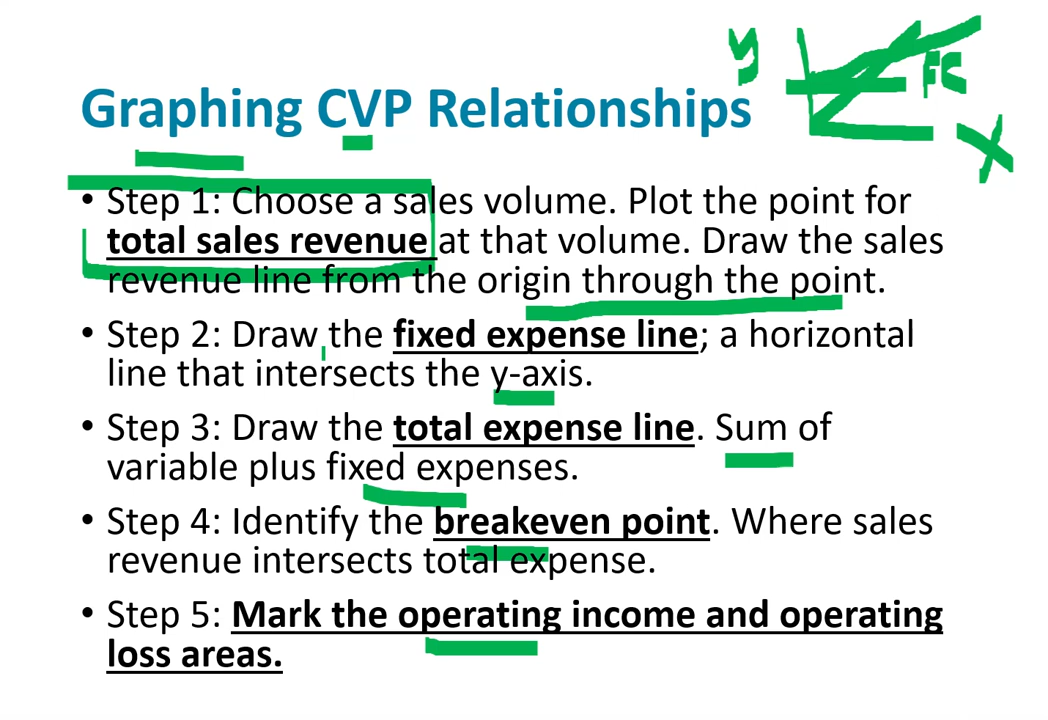 y
FC
x
Graphing CVP Relationships
• Step 1: Choose a sales volume. Plot the point for
total sales revenue at that volume. Draw the sales
revenue line from the origin through the point.
• Step 2: Draw the fixed expense line; a horizontal
line that intersects the y-axis.
• Step 3: Draw the total expense line. Sum of
variable plus fixed expenses.
• Step 4: Identify the breakeven point. Where sales
revenue intersects total expense.
• Step 5: Mark the operating income and operating
loss areas.